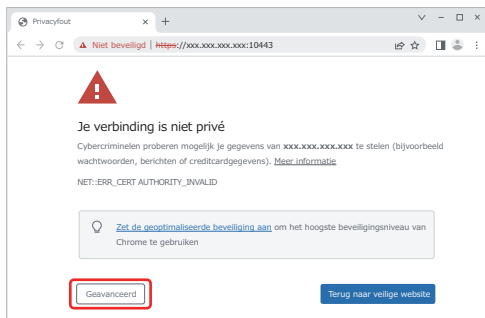 Privacyfout
Niet beveiligd | https://xxx.xxx.xxx.xxx:10443
Je verbinding is niet privé
Cybercriminelen proberen mogelijk je gegevens van xxx.xxx.xxx.xxx te stelen (bijvoorbeeld
wachtwoorden, berichten of creditcardgegevens). Meer informatie
NET::ERR_CERT AUTHORITY_INVALID
Zet de geoptimaliseerde beveiliging aan om het hoogste beveiligingsniveau van
Chrome te gebruiken
Geavanceerd
Terug naar veilige website